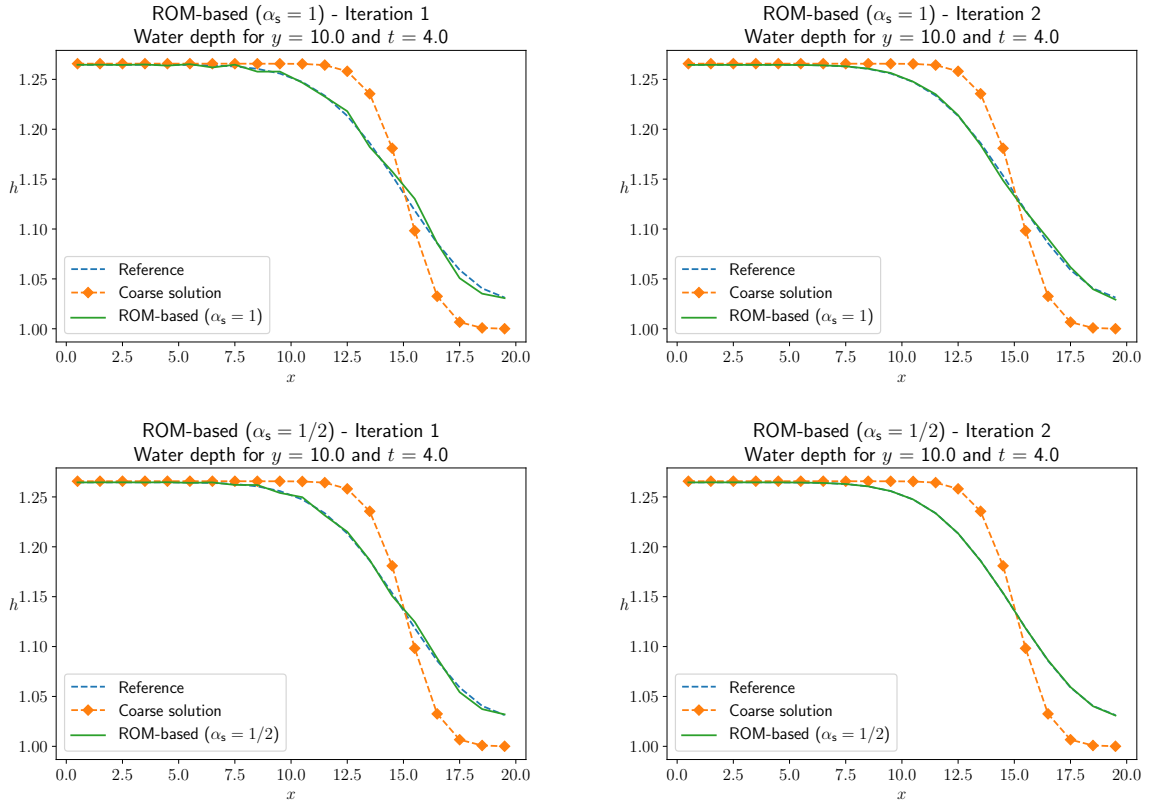 ROM-based (αs = 1) - Iteration 1
Water depth for y = 10.0 and t = 4.0
1.25
1.20
1.15
1.10
1.05
1.00
h
Reference
Coarse solution
ROM-based (αs = 1)
0.0 2.5 5.0 7.5 10.0 12.5 15.0 17.5 20.0
x
ROM-based (αs = 1) - Iteration 2
Water depth for y = 10.0 and t = 4.0
1.25
1.20
1.15
1.10
1.05
1.00
h
Reference
Coarse solution
ROM-based (αs = 1)
0.0 2.5 5.0 7.5 10.0 12.5 15.0 17.5 20.0
x
ROM-based (αs = 1/2) - Iteration 1
Water depth for y = 10.0 and t = 4.0
1.25
1.20
1.15
1.10
1.05
1.00
h
Reference
Coarse solution
ROM-based (αs = 1/2)
0.0 2.5 5.0 7.5 10.0 12.5 15.0 17.5 20.0
x
ROM-based (αs = 1/2) - Iteration 2
Water depth for y = 10.0 and t = 4.0
1.25
1.20
1.15
1.10
1.05
1.00
h
Reference
Coarse solution
ROM-based (αs = 1/2)
0.0 2.5 5.0 7.5 10.0 12.5 15.0 17.5 20.0
x